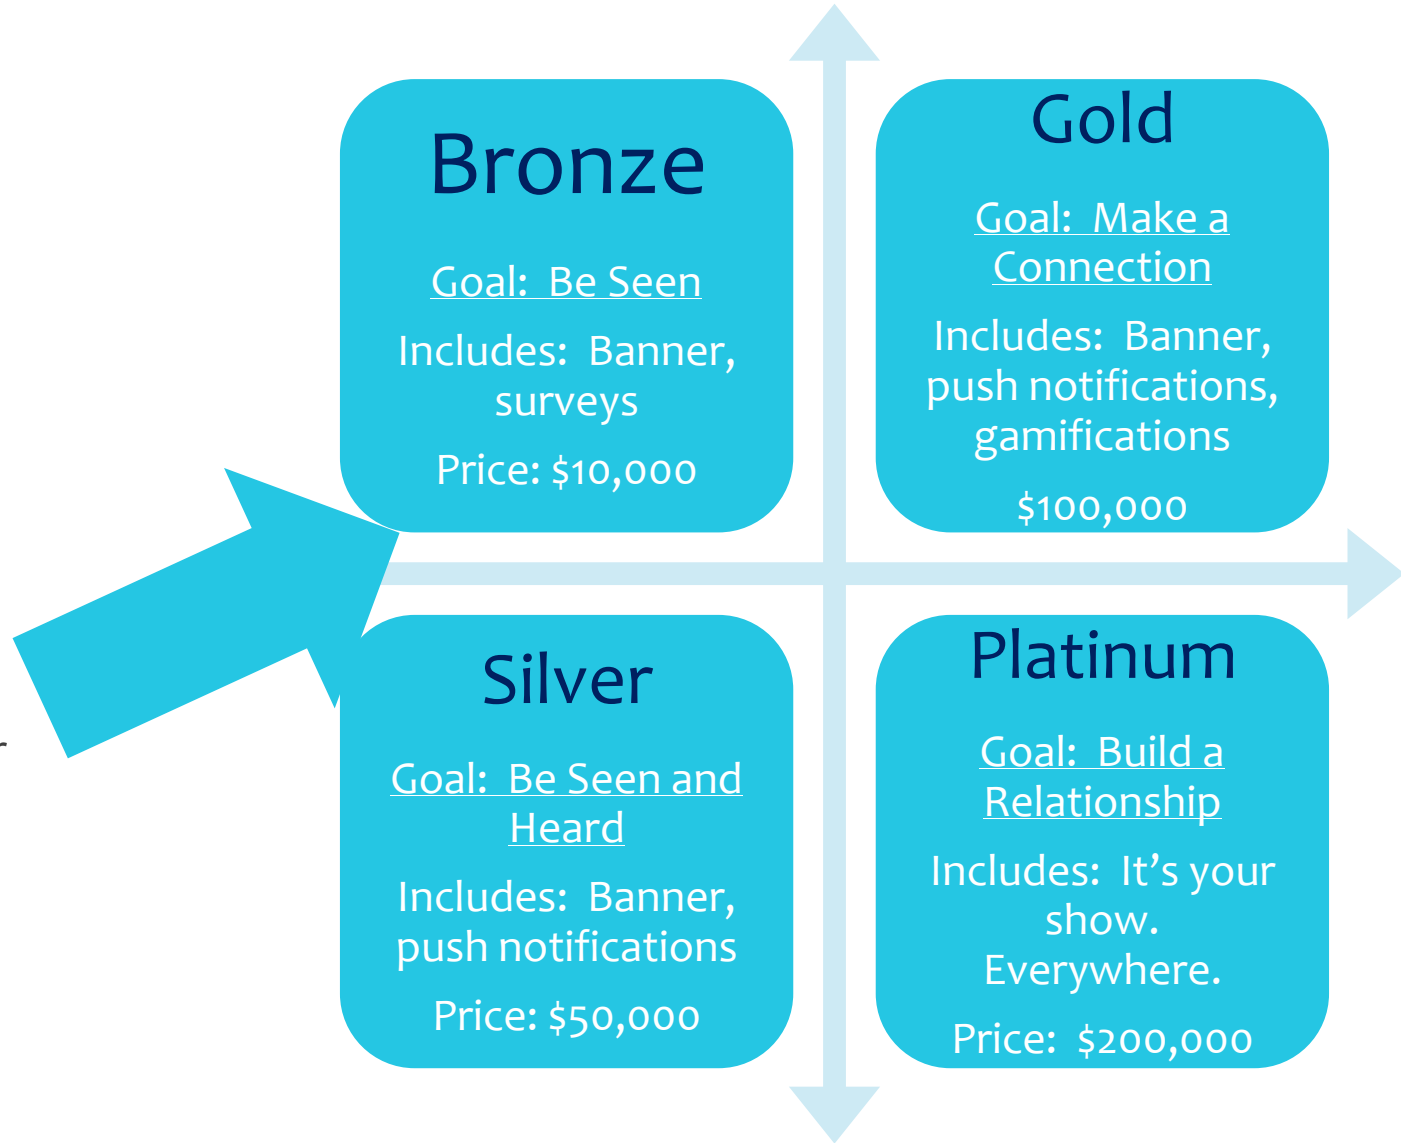 Bronze
Goal: Be Seen
Includes: Banner,
surveys
Price: $10,000
Gold
Goal: Make a
Connection
Includes: Banner,
push notifications,
gamifications
$100,000
Silver
Goal: Be Seen and
Heard
Includes: Banner,
push notifications
Price: $50,000
Platinum
Goal: Build a
Relationship
Includes: It’s your
show.
Everywhere.
Price: $200,000